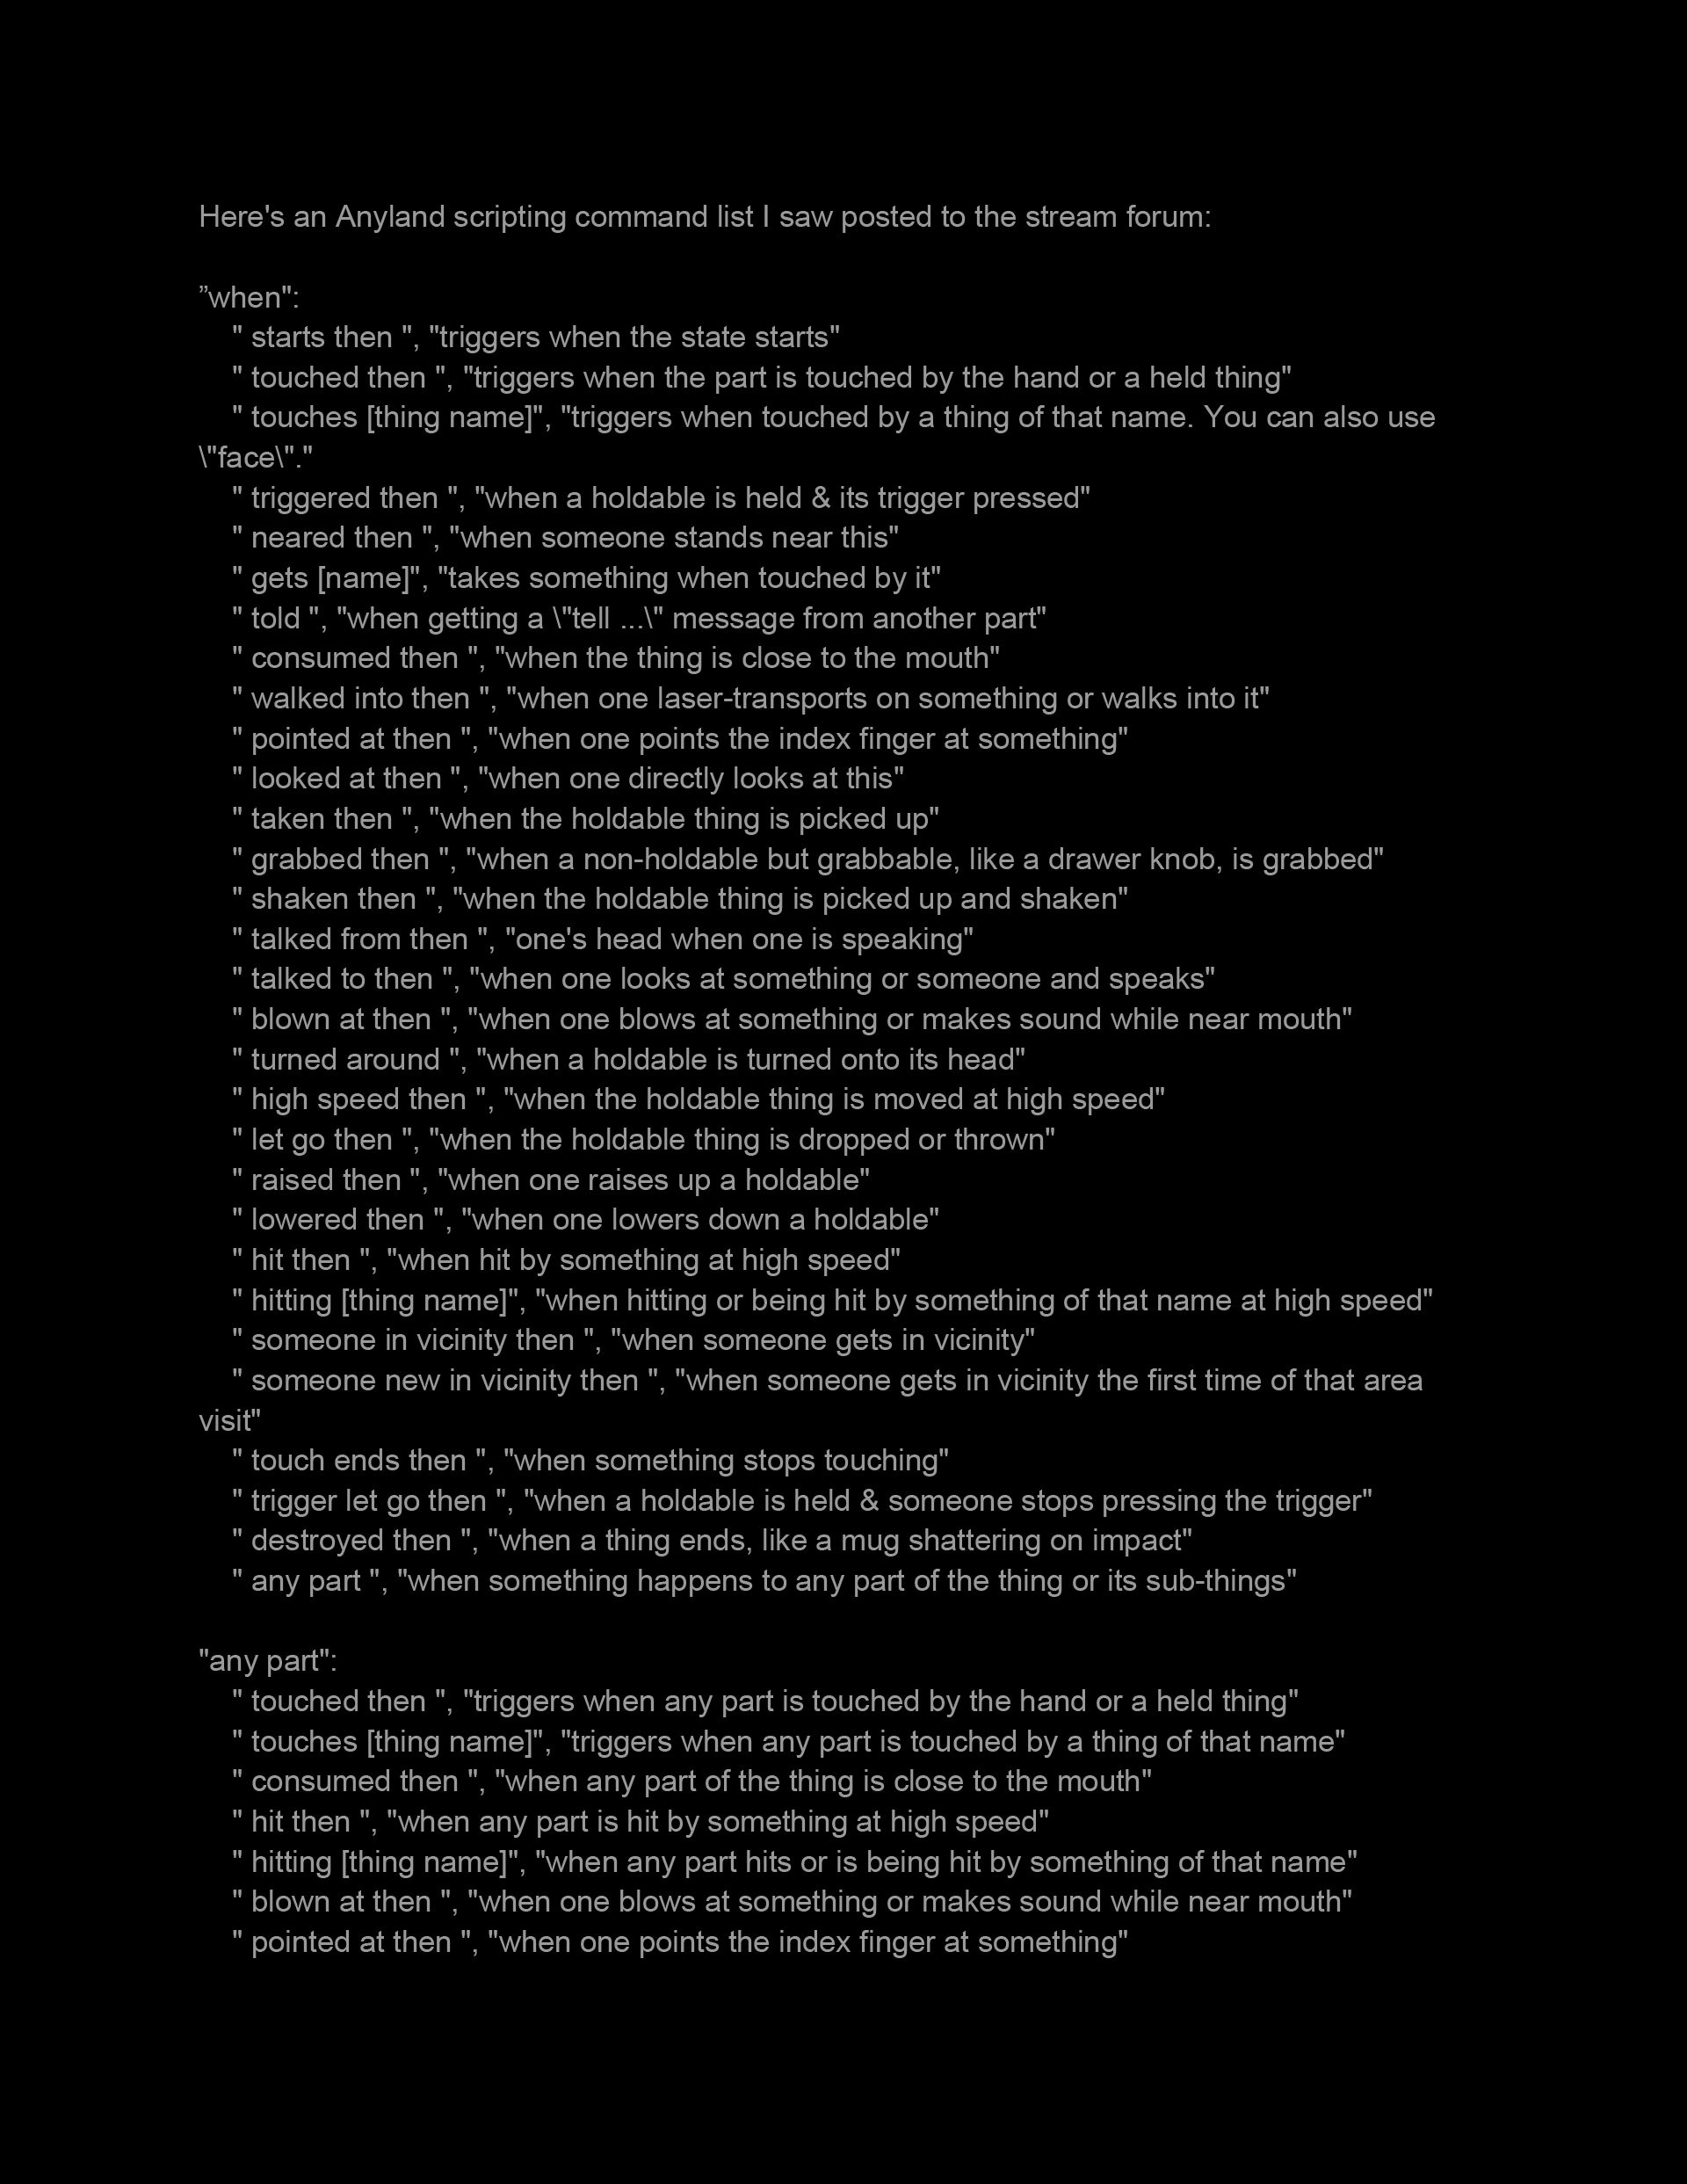 Here's an Anyland scripting command list I saw posted to the stream forum:

”when":
    " starts then ", "triggers when the state starts"
    " touched then ", "triggers when the part is touched by the hand or a held thing"
    " touches [thing name]", "triggers when touched by a thing of that name. You can also use
\"face\"."
    " triggered then ", "when a holdable is held & its trigger pressed"
    " neared then ", "when someone stands near this"
    " gets [name]", "takes something when touched by it"
    " told ", "when getting a \"tell ...\" message from another part"
    " consumed then ", "when the thing is close to the mouth"
    " walked into then ", "when one laser-transports on something or walks into it"
    " pointed at then ", "when one points the index finger at something"
    " looked at then ", "when one directly looks at this"
    " taken then ", "when the holdable thing is picked up"
    " grabbed then ", "when a non-holdable but grabbable, like a drawer knob, is grabbed"
    " shaken then ", "when the holdable thing is picked up and shaken"
    " talked from then ", "one's head when one is speaking"
    " talked to then ", "when one looks at something or someone and speaks"
    " blown at then ", "when one blows at something or makes sound while near mouth"
    " turned around ", "when a holdable is turned onto its head"
    " high speed then ", "when the holdable thing is moved at high speed"
    " let go then ", "when the holdable thing is dropped or thrown"
    " raised then ", "when one raises up a holdable"
    " lowered then ", "when one lowers down a holdable"
    " hit then ", "when hit by something at high speed"
    " hitting [thing name]", "when hitting or being hit by something of that name at high speed"
    " someone in vicinity then ", "when someone gets in vicinity"
    " someone new in vicinity then ", "when someone gets in vicinity the first time of that area
visit"
    " touch ends then ", "when something stops touching"
    " trigger let go then ", "when a holdable is held & someone stops pressing the trigger"
    " destroyed then ", "when a thing ends, like a mug shattering on impact"
    " any part ", "when something happens to any part of the thing or its sub-things"

"any part":
    " touched then ", "triggers when any part is touched by the hand or a held thing"
    " touches [thing name]", "triggers when any part is touched by a thing of that name"
    " consumed then ", "when any part of the thing is close to the mouth"
    " hit then ", "when any part is hit by something at high speed"
    " hitting [thing name]", "when any part hits or is being hit by something of that name"
    " blown at then ", "when one blows at something or makes sound while near mouth"
    " pointed at then ", "when one points the index finger at something"